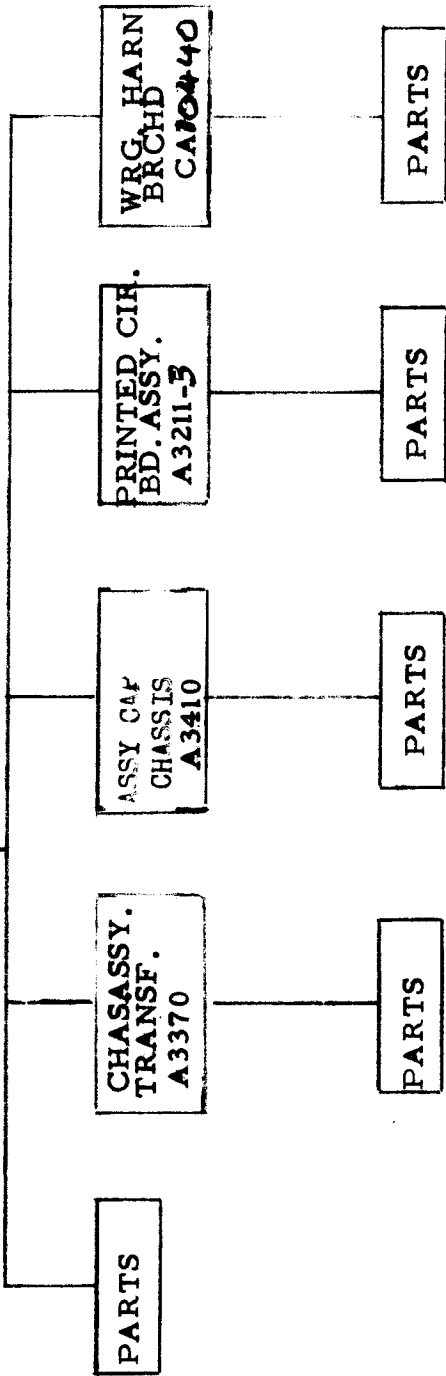 PARTS
CHASASSY.
TRANSF.
A3370
PARTS
ASSY CAP
CHASSIS
A3410
PARTS
PRINTED CIR.
BD. ASSY.
A3211-3
PARTS
WRG. HARN
BRCHD
CA10440
PARTS